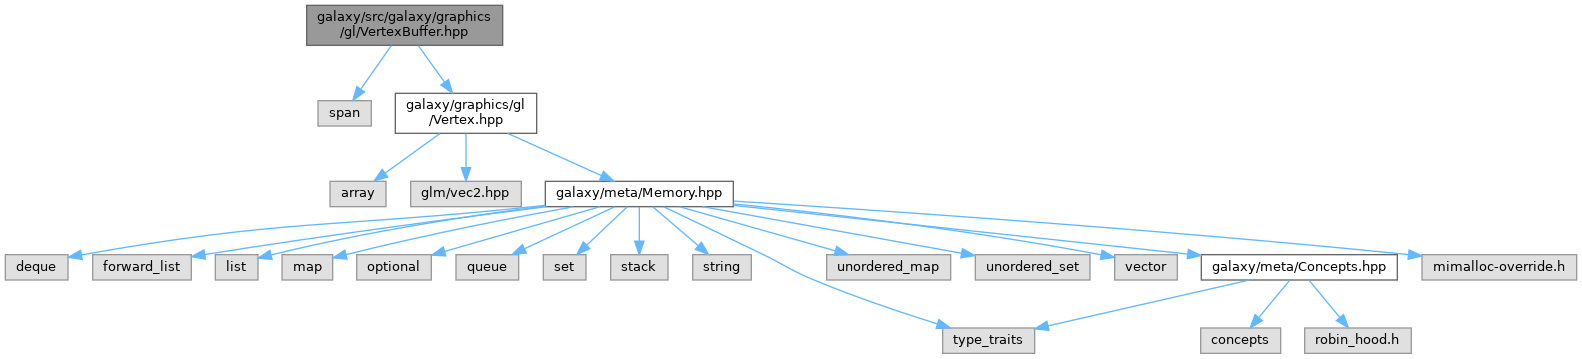 galaxy/src/galaxy/graphics
/gl/VertexBuffer.hpp
span
galaxy/graphics/gl
/Vertex.hpp
array
glm/vec2.hpp
galaxy/meta/Memory.hpp
deque
forward_list
list
map
optional
queue
set
stack
string
unordered_map
unordered_set
vector
galaxy/meta/Concepts.hpp
mimalloc-override.h
type_traits
concepts
robin_hood.h